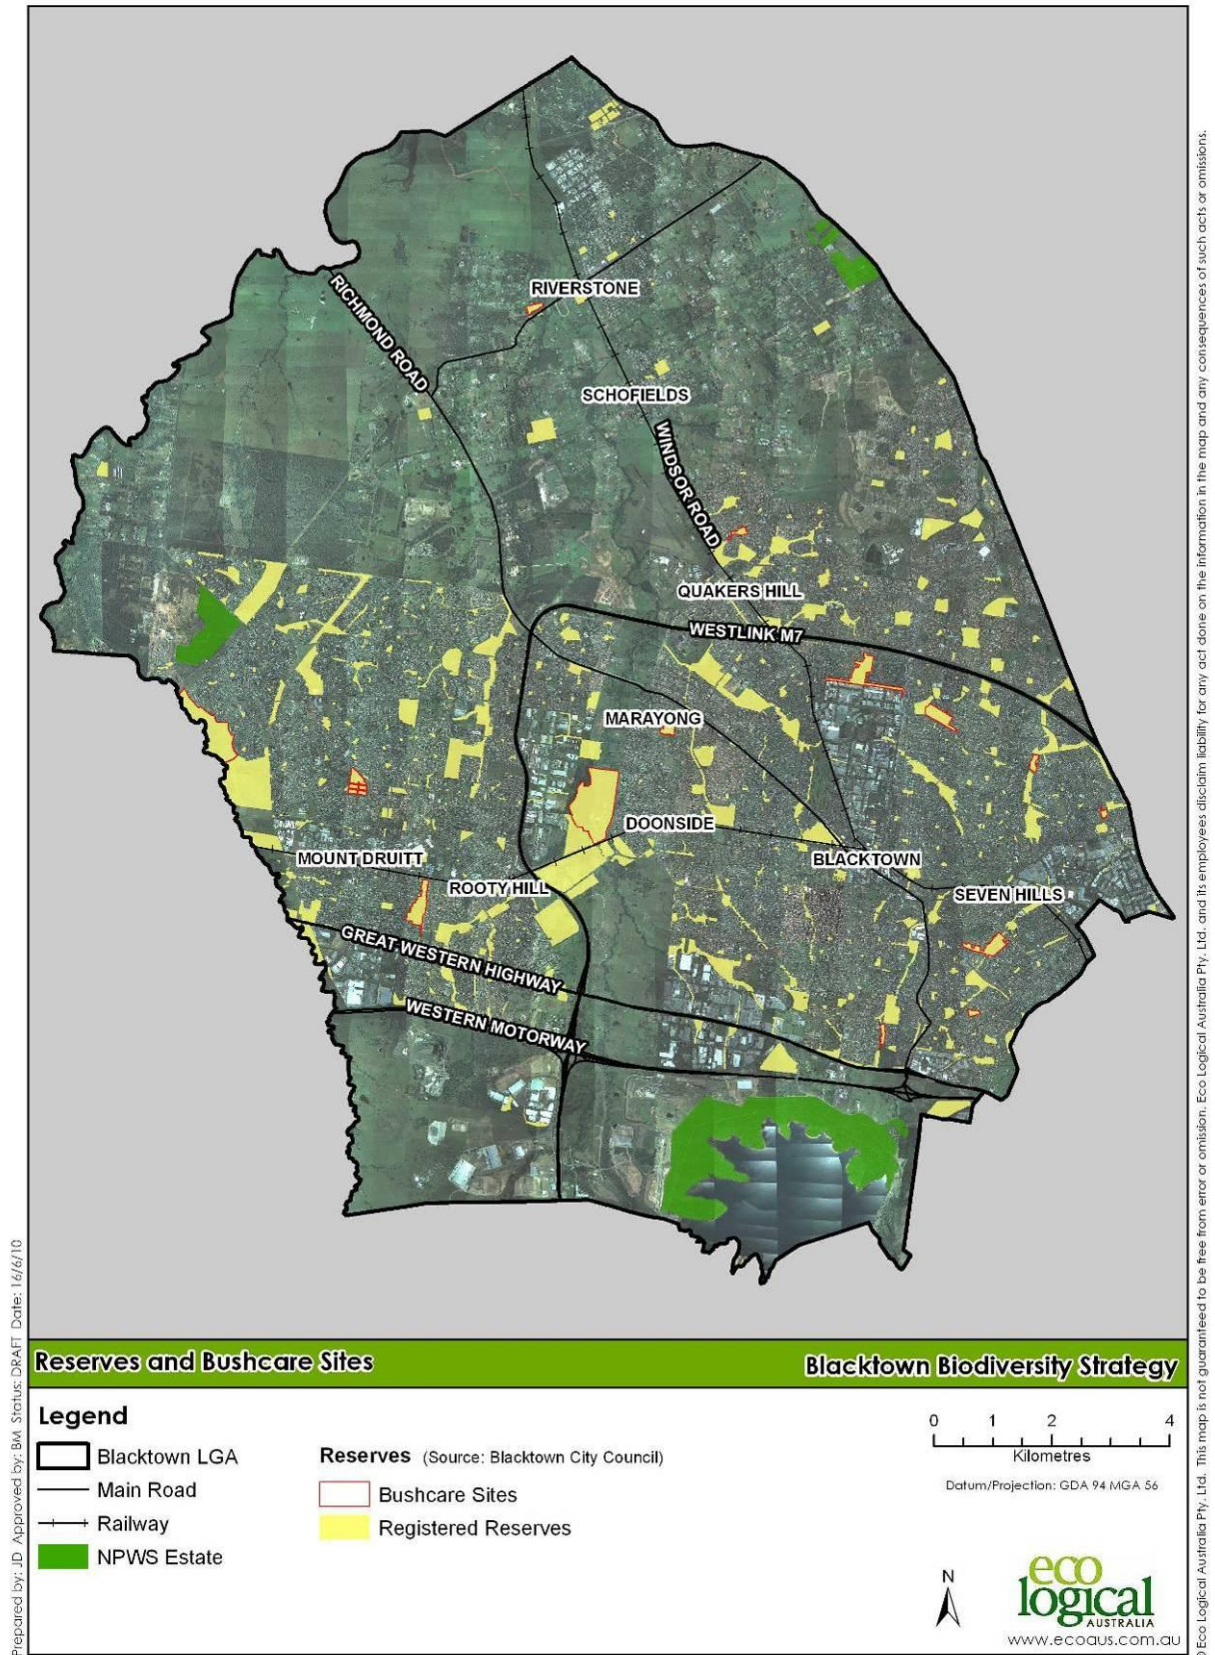 RIVERSTONE
RICHMOND ROAD
SCHOFIELDS
WINDSOR ROAD
QUAKERS HILL
WESTLINK M7
MARAYONG
DOONSIDE
MOUNT DRUITT
BLACKTOWN
ROOTY HILL
SEVEN HILLS
GREAT WESTERN HIGHWAY
WESTERN MOTORWAY
Reserves and Bushcare Sites
Blacktown Biodiversity Strategy
Legend
Blacktown LGA
Main Road
Railway
NPWS Estate
Reserves (Source: Blacktown City Council)
Bushcare Sites
Registered Reserves
0 1 2 4
Kilometres
Datum/Projection: GDA 94 MGA 56
N
eco
logical
AUSTRALIA
www.ecoaus.com.au
Prepared by: JD Approved by: BM Status: DRAFT Date: 16/6/10
© Eco Logical Australia Pty. Ltd. This map is not guaranteed to be free from error or omission. Eco Logical Australia Pty. Ltd. and its employees disclaim liability for any act done on the information in the map and any consequences of such acts or omissions.